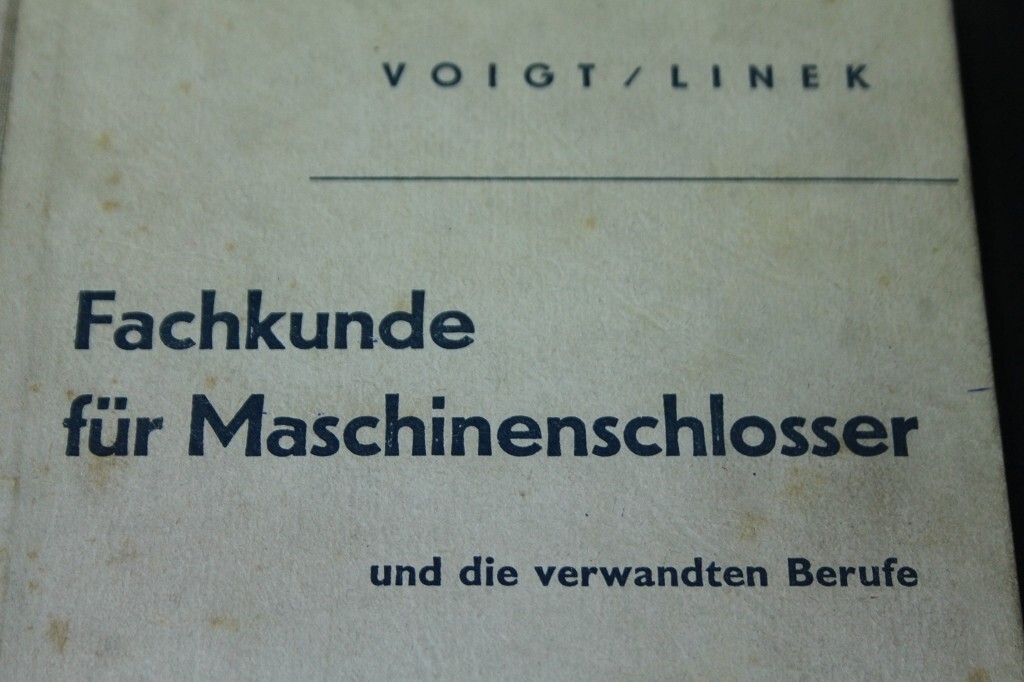 VOIGT/LINEK
Fachkunde
für Maschinenschlosser
und die verwandten Berufe